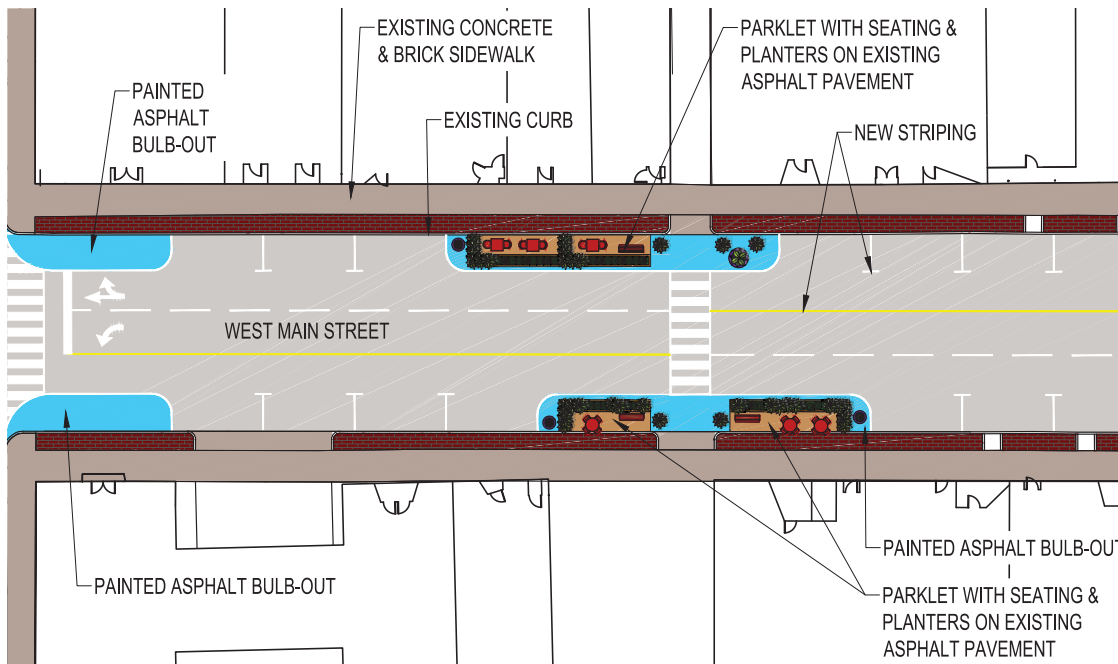 EXISTING CONCRETE
& BRICK SIDEWALK
PARKLET WITH SEATING &
PLANTERS ON EXISTING
ASPHALT PAVEMENT
PAINTED
ASPHALT
BULB-OUT
EXISTING CURB
NEW STRIPING
WEST MAIN STREET
PAINTED ASPHALT BULB-OUT
PAINTED ASPHALT BULB-OUT
PARKLET WITH SEATING &
PLANTERS ON EXISTING
ASPHALT PAVEMENT